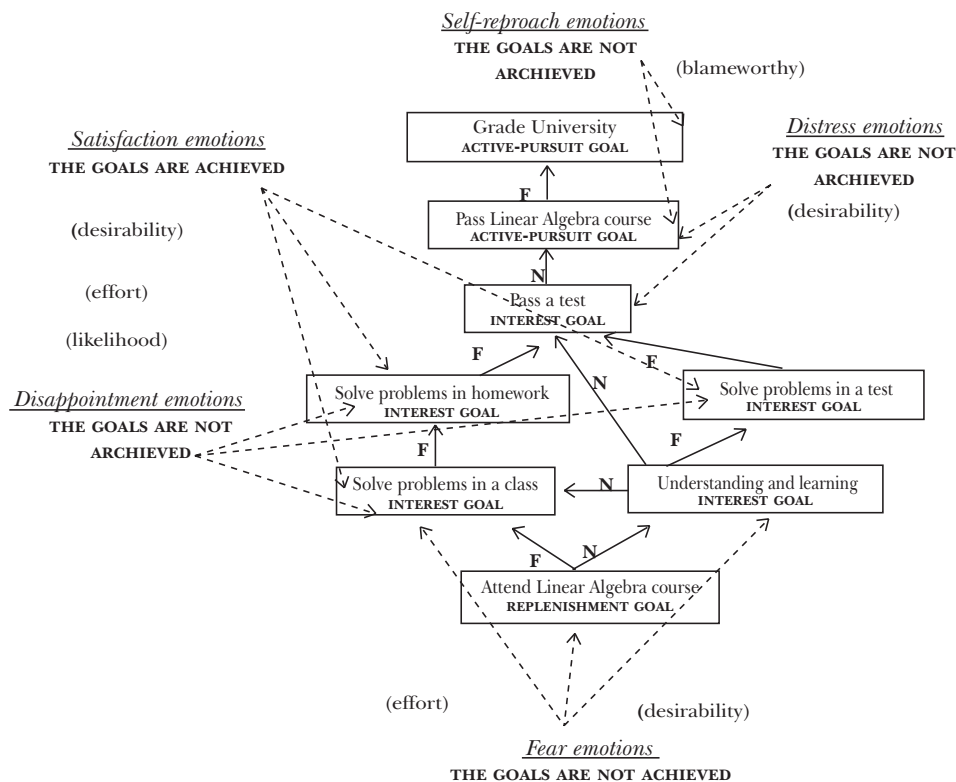 Self-reproach emotions
THE GOALS ARE NOT
ARCHIEVED
(blameworthy)
Grade University
ACTIVE-PURSUIT GOAL
Satisfaction emotions
THE GOALS ARE ACHIEVED
Distress emotions
THE GOALS ARE NOT
ARCHIEVED
(desirability)
F
Pass Linear Algebra course
ACTIVE-PURSUIT GOAL
(desirability)
N
(effort)
Pass a test
INTEREST GOAL
(likelihood)
F
N
F
Solve problems in homework
INTEREST GOAL
Solve problems in a test
INTEREST GOAL
Disappointment emotions
THE GOALS ARE NOT
ARCHIEVED
F
F
Solve problems in a class
INTEREST GOAL
N
Understanding and learning
INTEREST GOAL
F
N
Attend Linear Algebra course
REPLENISHMENT GOAL
(effort)
(desirability)
Fear emotions
THE GOALS ARE NOT ACHIEVED